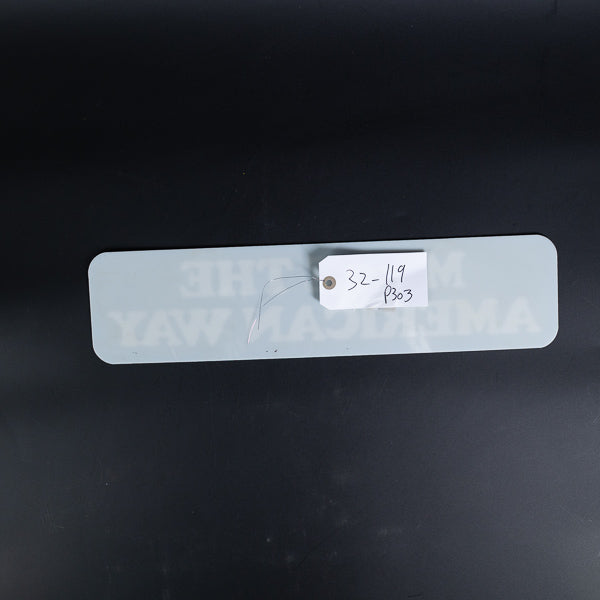 THE
32-119
P303
AMERICAN WAY